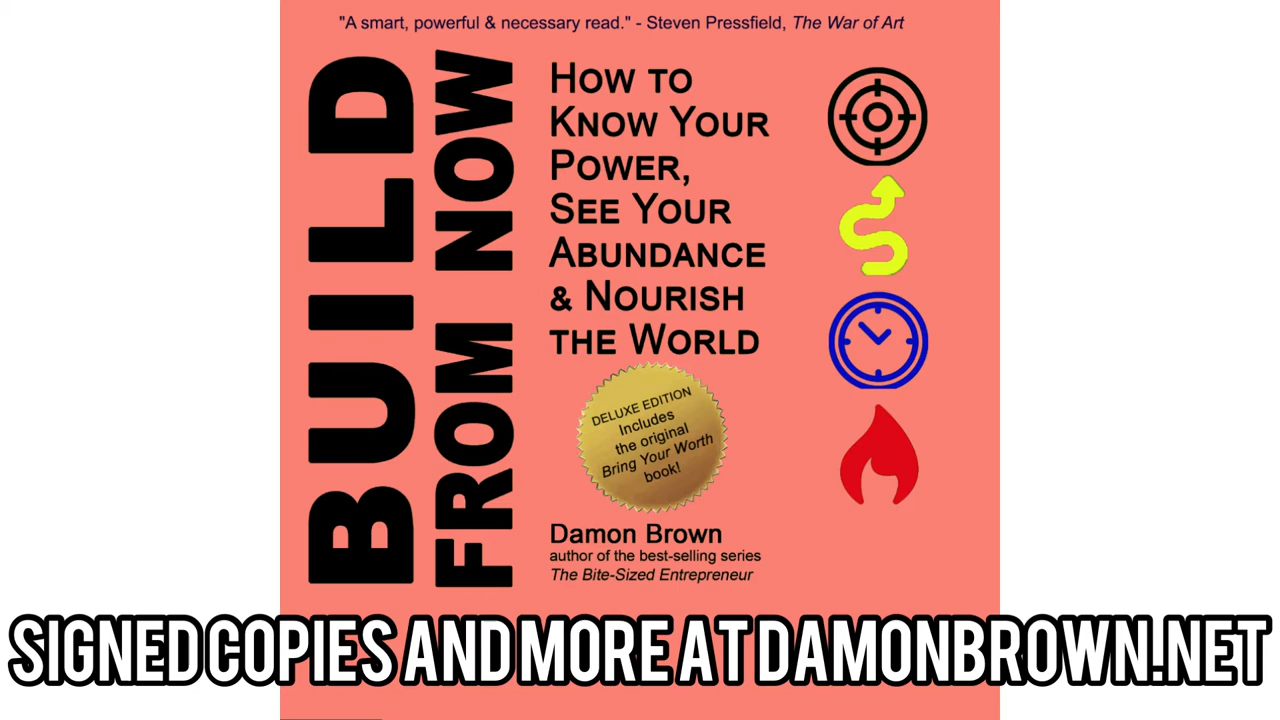 "A smart, powerful & necessary read." - Steven Pressfield, The War of Art
BUILD
FROM NOW
How to
Know Your
Power,
See Your
Abundance
& Nourish
the World
DELUXE EDITION
Includes
the original
Bring Your Worth
book!
Damon Brown
author of the best-selling series
The Bite-Sized Entrepreneur
SIGNED COPIES AND MORE AT DAMONBROWN.NET